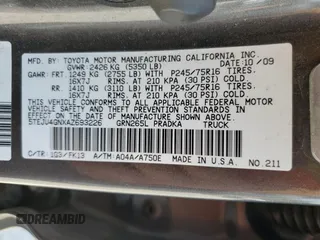 MFD. BY: TOYOTA MOTOR MANUFACTURING CALIFORNIA INC.
GVWR: 2426 KG (5350 LB) DATE 10/09
GAWR: FRT. 1249 KG (2755 LB) WITH P245/75R16 TIRES,
16X7J RIMS, AT 210 KPA (30 PSI) COLD
RR. 1410 KG (3110 LB) WITH P245/75R16 TIRES,
16X7J RIMS, AT 210 KPA (30 PSI) COLD
THIS VEHICLE CONFORMS TO ALL APPLICABLE FEDERAL MOTOR
VEHICLE SAFETY AND THEFT PREVENTION STANDARDS IN
EFFECT ON THE DATE OF MANUFACTURE SHOWN ABOVE.
5TEJU4GNXAZ693226 GRN265L PRADKA TRUCK
C/TR: 1G3/FK13 A/TM: A04A/A750E MADE IN U.S.A. NO.211
DREAMBID